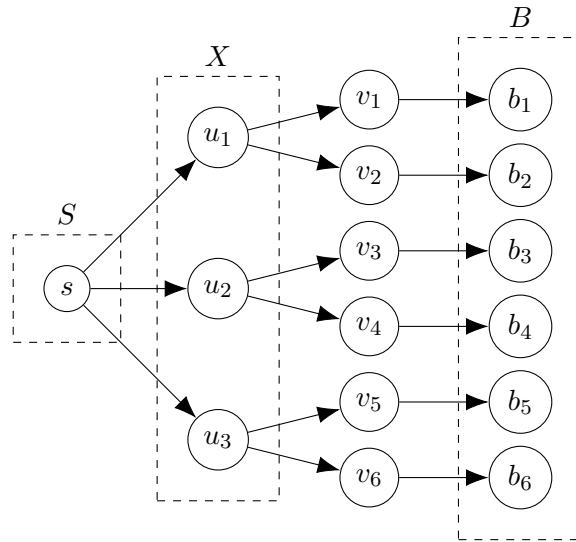 B
X
v₁
b₁
u₁
v₂
b₂
S
v₃
b₃
s
u₂
v₄
b₄
v₅
b₅
u₃
v₆
b₆